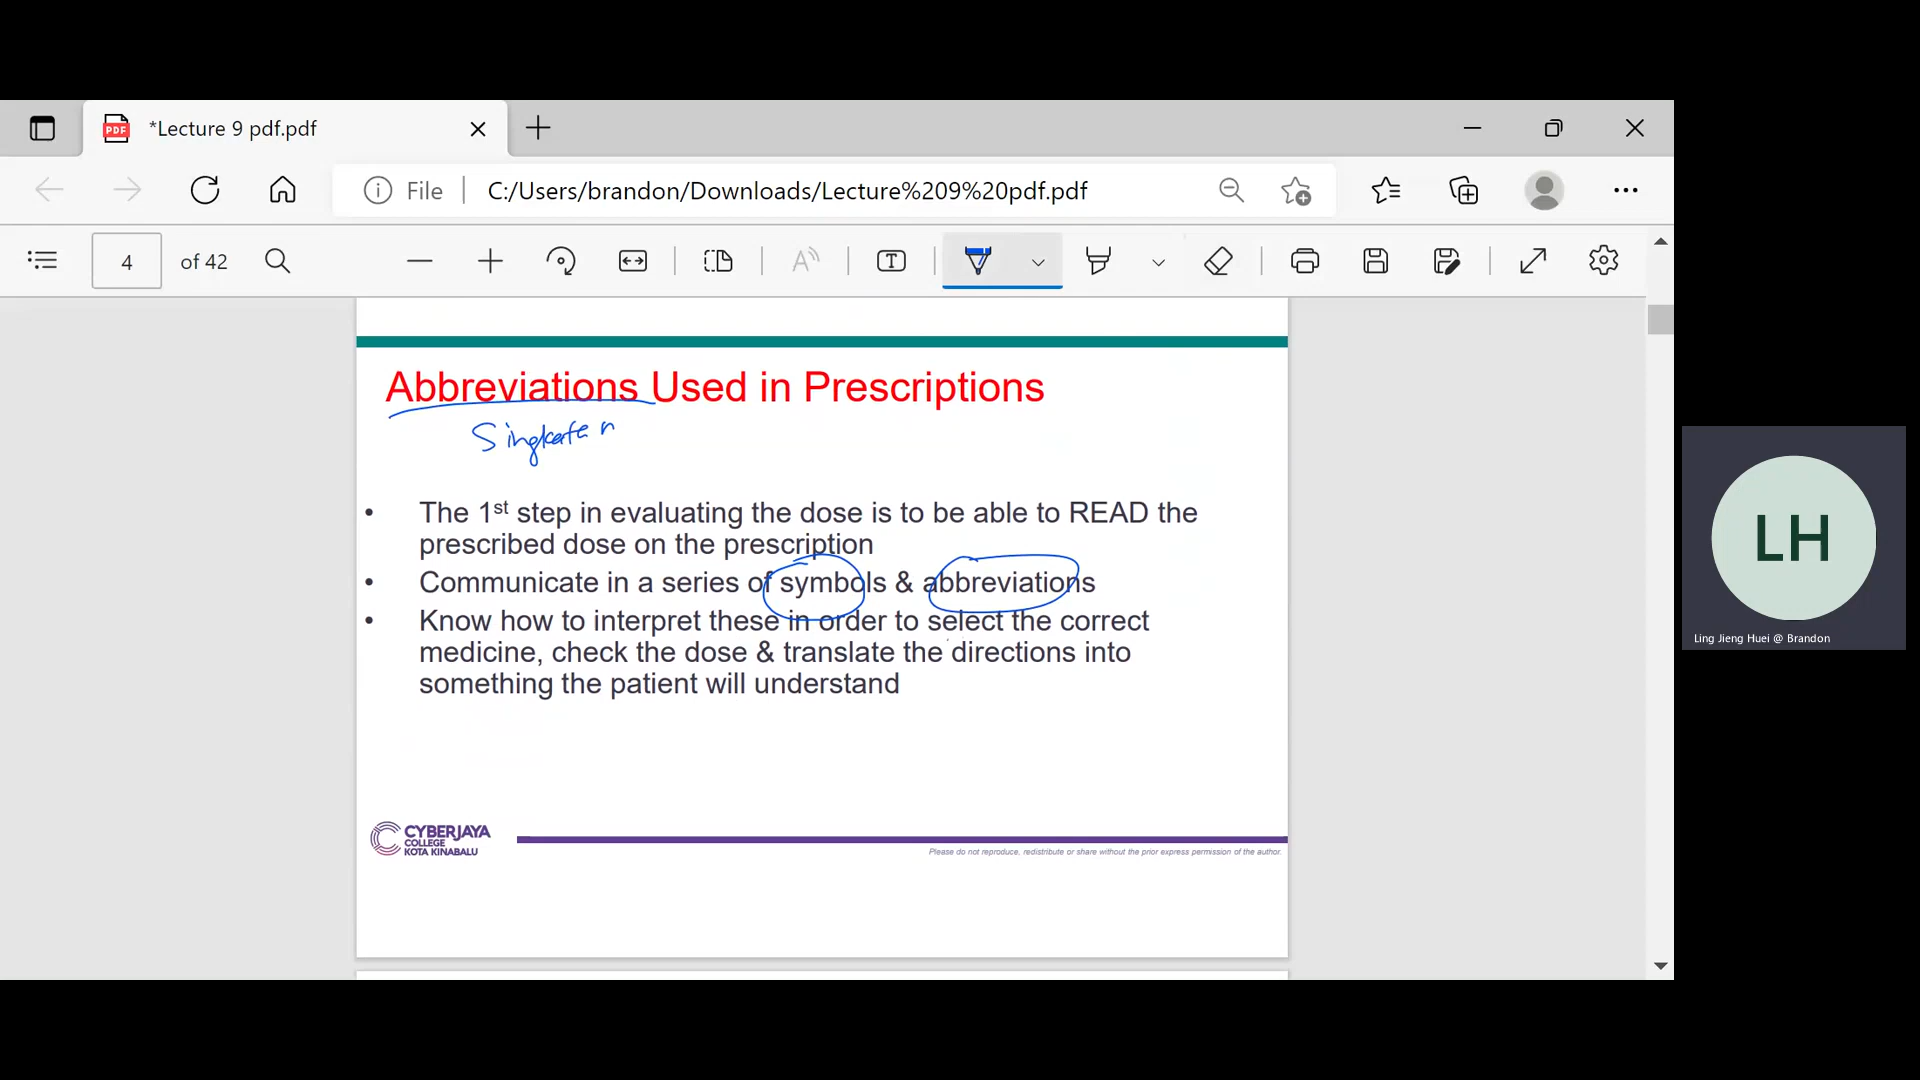 *Lecture 9 pdf.pdf
File
C:/Users/brandon/Downloads/Lecture%209%20pdf.pdf
4
of 42
Abbreviations Used in Prescriptions
Singkatan
• The 1st step in evaluating the dose is to be able to READ the
prescribed dose on the prescription
• Communicate in a series of symbols & abbreviations
• Know how to interpret these in order to select the correct
medicine, check the dose & translate the directions into
something the patient will understand
CYBERJAYA
COLLEGE
KOTA KINABALU
Please do not reproduce, redistribute or share without the prior express permission of the author.
LH
Ling Jieng Huei @ Brandon